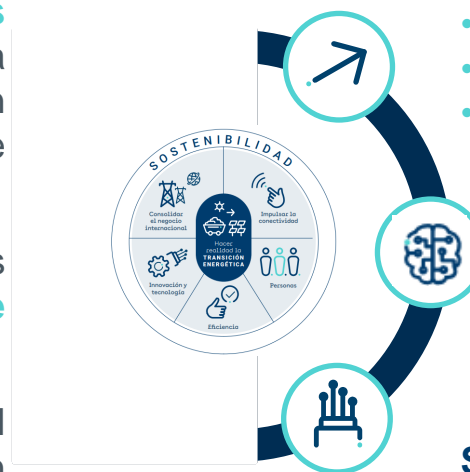 SOSTENIBILIDAD
Consolidar
el negocio
internacional
Impulsar la
conectividad
Hacer
realidad la
TRANSICIÓN
ENERGÉTICA
Innovación y
tecnología
Personas
Eficiencia